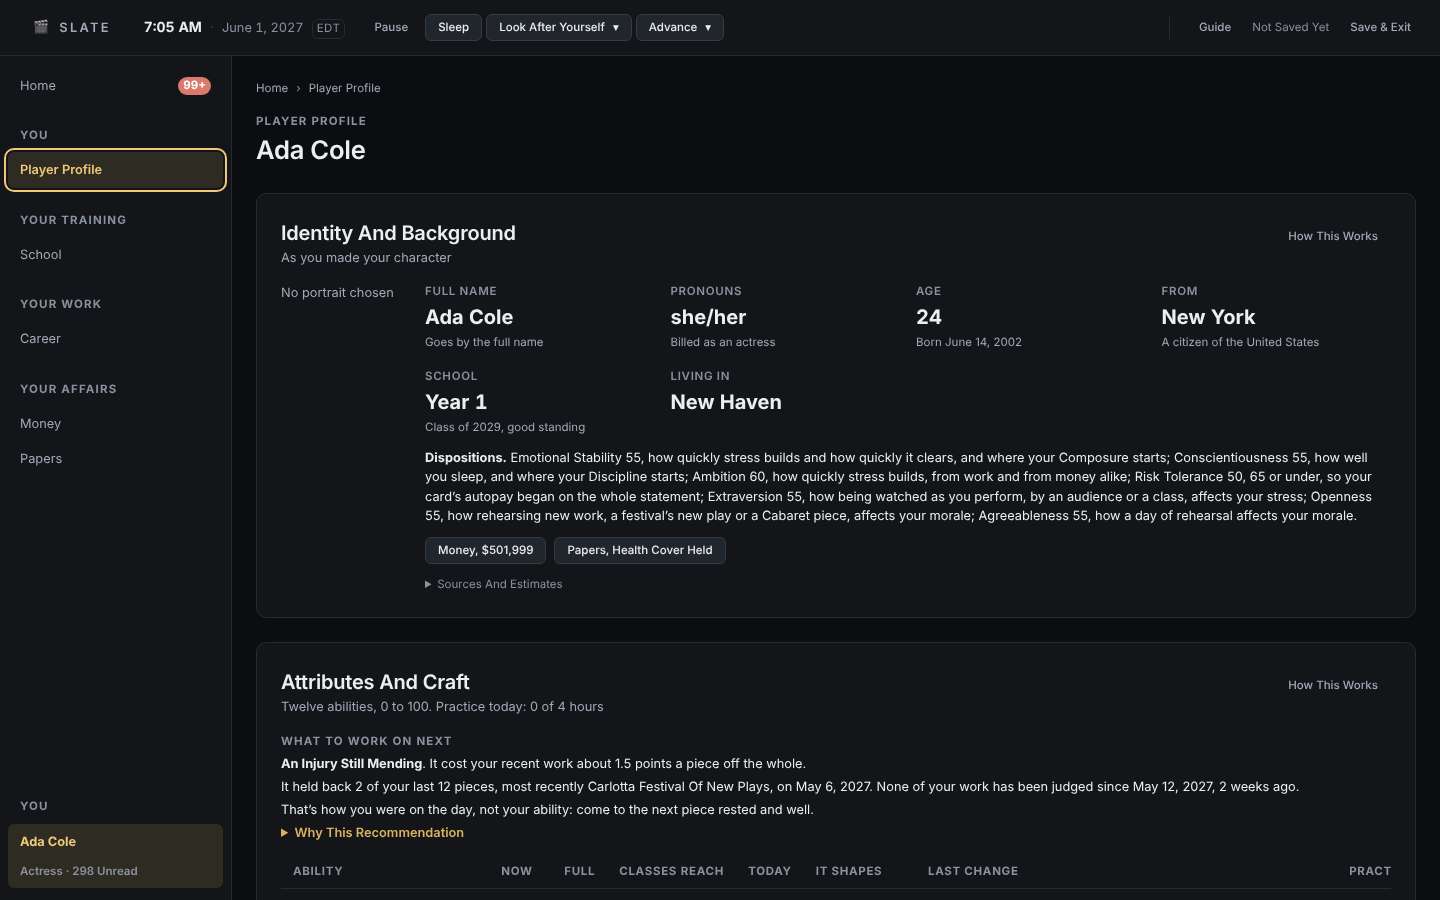 SLATE
7:05 AM · June 1, 2027 EDT
Pause
Sleep
Look After Yourself ▾
Advance ▾
Guide
Not Saved Yet
Save & Exit
Home
99+
YOU
Player Profile
YOUR TRAINING
School
YOUR WORK
Career
YOUR AFFAIRS
Money
Papers
YOU
Ada Cole
Actress · 298 Unread
Home › Player Profile
PLAYER PROFILE
Ada Cole
Identity And Background
How This Works
As you made your character
No portrait chosen
FULL NAME
Ada Cole
Goes by the full name
PRONOUNS
she/her
Billed as an actress
AGE
24
Born June 14, 2002
FROM
New York
A citizen of the United States
SCHOOL
Year 1
Class of 2029, good standing
LIVING IN
New Haven
Dispositions. Emotional Stability 55, how quickly stress builds and how quickly it clears, and where your Composure starts; Conscientiousness 55, how well
you sleep, and where your Discipline starts; Ambition 60, how quickly stress builds, from work and from money alike; Risk Tolerance 50, 65 or under, so your
card’s autopay began on the whole statement; Extraversion 55, how being watched as you perform, by an audience or a class, affects your stress; Openness
55, how rehearsing new work, a festival’s new play or a Cabaret piece, affects your morale; Agreeableness 55, how a day of rehearsal affects your morale.
Money, $501,999
Papers, Health Cover Held
▶ Sources And Estimates
Attributes And Craft
How This Works
Twelve abilities, 0 to 100. Practice today: 0 of 4 hours
WHAT TO WORK ON NEXT
An Injury Still Mending. It cost your recent work about 1.5 points a piece off the whole.
It held back 2 of your last 12 pieces, most recently Carlotta Festival Of New Plays, on May 6, 2027. None of your work has been judged since May 12, 2027, 2 weeks ago.
That’s how you were on the day, not your ability: come to the next piece rested and well.
▶ Why This Recommendation
ABILITY NOW FULL CLASSES REACH TODAY IT SHAPES LAST CHANGE PRACT